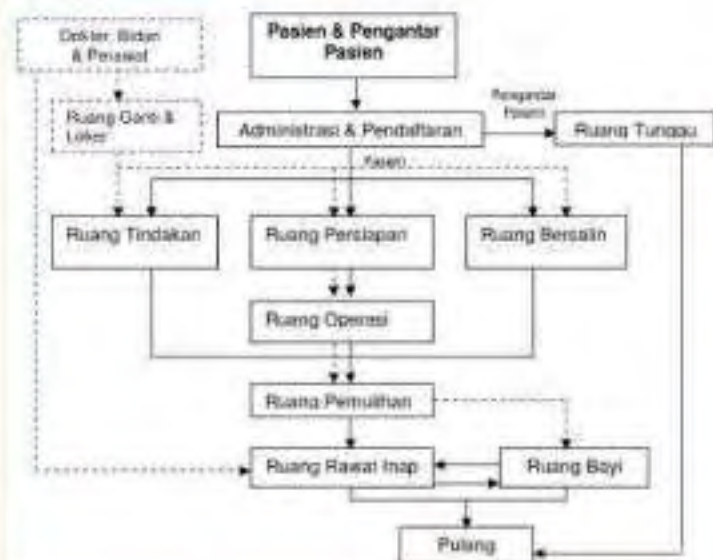 Dokter, Bidan
& Perawat
Pasien & Pengantar
Pasien
Ruang Ganti &
Loker
Administrasi & Pendaftaran
Pengantar
Pasien
Ruang Tunggu
Pasien
Ruang Tindakan
Ruang Persiapan
Ruang Bersalin
Ruang Operasi
Ruang Pemulihan
Ruang Rawat Inap
Ruang Bayi
Pulang